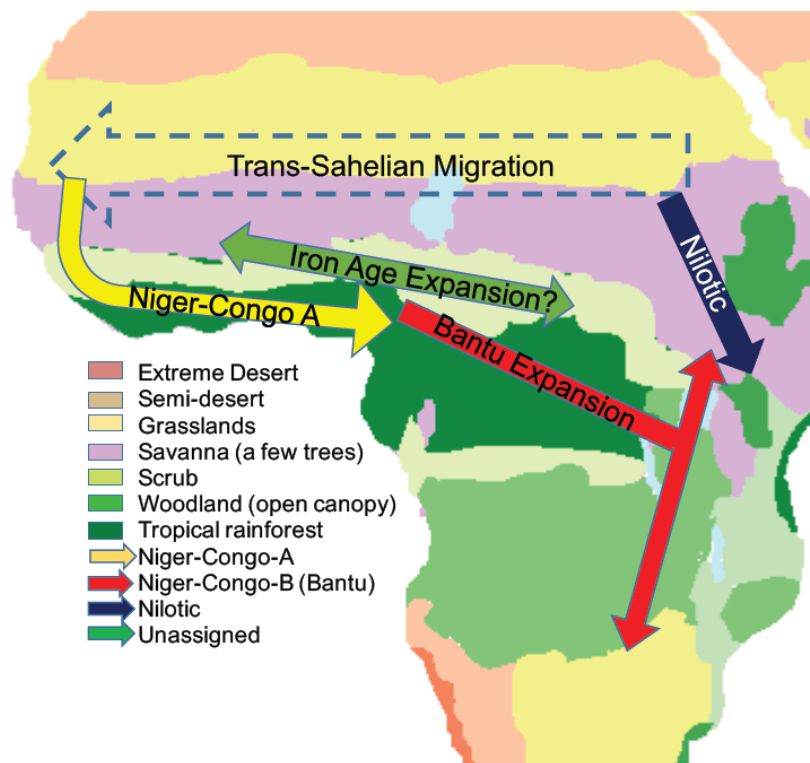 Trans-Sahelian Migration
Nilotic
Iron Age Expansion?
Niger-Congo A
Bantu Expansion
Extreme Desert
Semi-desert
Grasslands
Savanna (a few trees)
Scrub
Woodland (open canopy)
Tropical rainforest
Niger-Congo-A
Niger-Congo-B (Bantu)
Nilotic
Unassigned